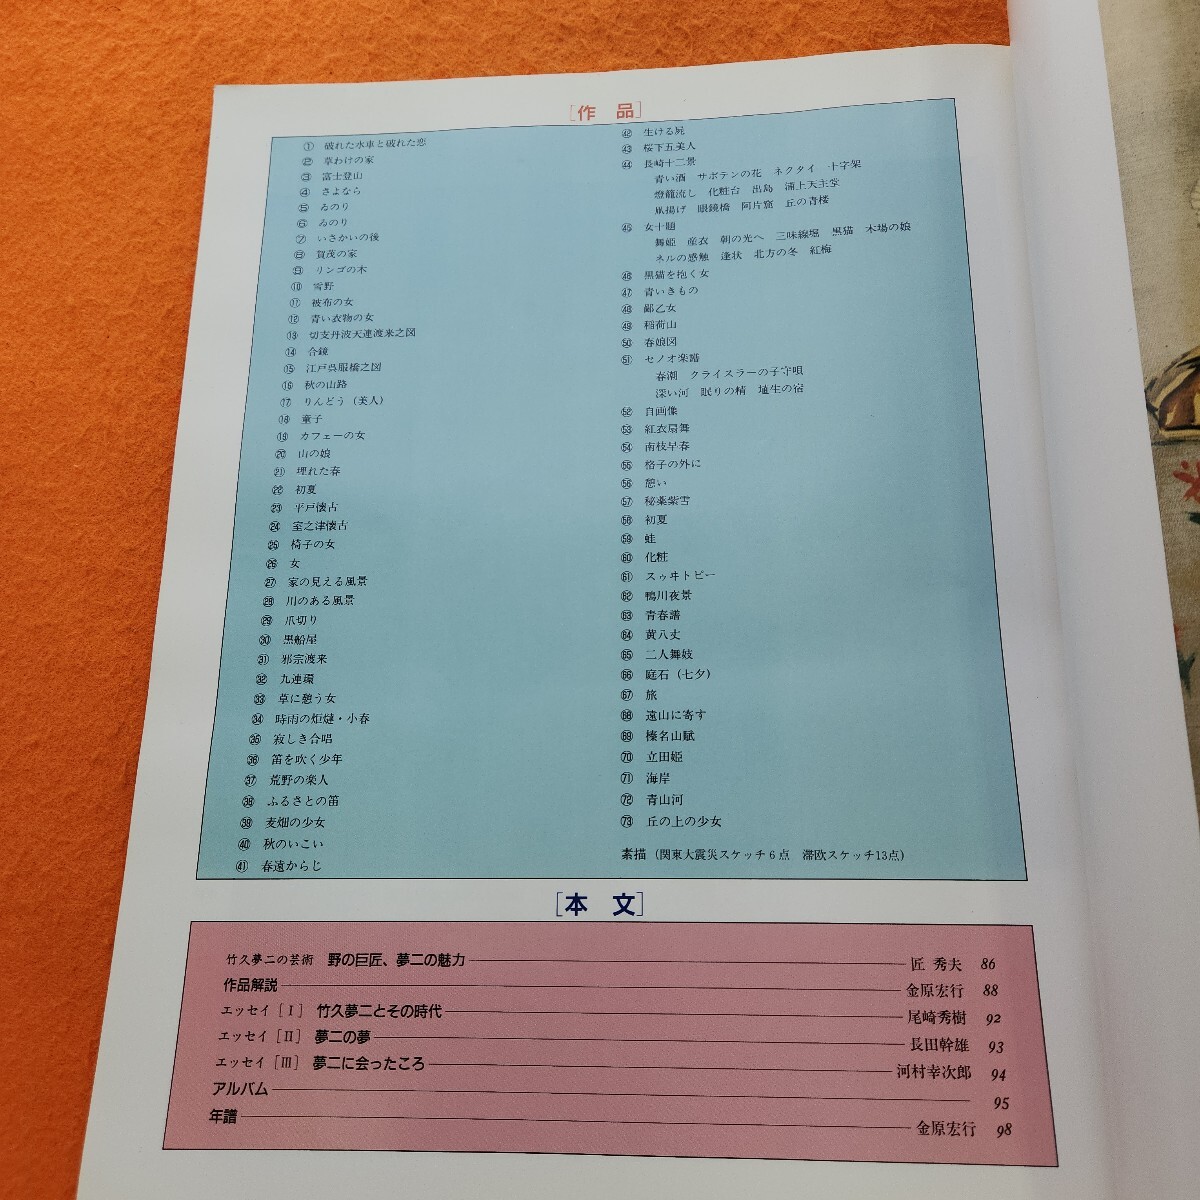 [作 品]
① 破れた水車と破れた恋
② 草わけの家
③ 富士登山
④ さよなら
⑤ ゐのり
⑥ ゐのり
⑦ いさかいの後
⑧ 賀茂の家
⑨ リンゴの木
⑩ 雪野
⑪ 被布の女
⑫ 青い衣物の女
⑬ 切支丹波天連渡来之図
⑭ 合鏡
⑮ 江戸呉服橋之図
⑯ 秋の山路
⑰ りんどう（美人）
⑱ 童子
⑲ カフェーの女
⑳ 山の娘
㉑ 埋れた春
㉒ 初夏
㉓ 平戸懐古
㉔ 室之津懐古
㉕ 椅子の女
㉖ 女
㉗ 家の見える風景
㉘ 川のある風景
㉙ 爪切り
㉚ 黒船屋
㉛ 邪宗渡来
㉜ 九連環
㉝ 草に憩う女
㉞ 時雨の炬燵・小春
㉟ 寂しき合唱
㊱ 笛を吹く少年
㊲ 荒野の楽人
㊳ ふるさとの笛
㊴ 麦畑の少女
㊵ 秋のいこい
㊶ 春遠からじ
㊷ 生ける屍
㊸ 桜下五美人
㊹ 長崎十二景
青い酒 サボテンの花 ネクタイ 十字架
燈籠流し 化粧台 出島 浦上天主堂
凧揚げ 眼鏡橋 阿片窟 丘の青楼
㊺ 女十題
舞姫 産衣 朝の光へ 三味線堀 黒猫 木場の娘
ネルの感触 逢状 北方の冬 紅梅
㊻ 黒猫を抱く女
㊼ 青いきもの
㊽ 鄙乙女
㊾ 稲荷山
㊿ 春娘図
51 セノオ楽譜
春潮 クライスラーの子守唄
深い河 眠りの精 埴生の宿
52 自画像
53 紅衣扇舞
54 南枝早春
55 格子の外に
56 憩い
57 秘薬紫雪
58 初夏
59 蛙
60 化粧
61 スゥヰトピー
62 鴨川夜景
63 青春譜
64 黄八丈
65 二人舞妓
66 庭石（七夕）
67 旅
68 遠山に寄す
69 榛名山賦
70 立田姫
71 海岸
72 青山河
73 丘の上の少女
素描（関東大震災スケッチ6点 滞欧スケッチ13点）
[本 文]
竹久夢二の芸術 野の巨匠、夢二の魅力 匠 秀夫 86
作品解説 金原宏行 88
エッセイ［Ⅰ］ 竹久夢二とその時代 尾崎秀樹 92
エッセイ［Ⅱ］ 夢二の夢 長田幹雄 93
エッセイ［Ⅲ］ 夢二に会ったころ 河村幸次郎 94
アルバム 95
年譜 金原宏行 98